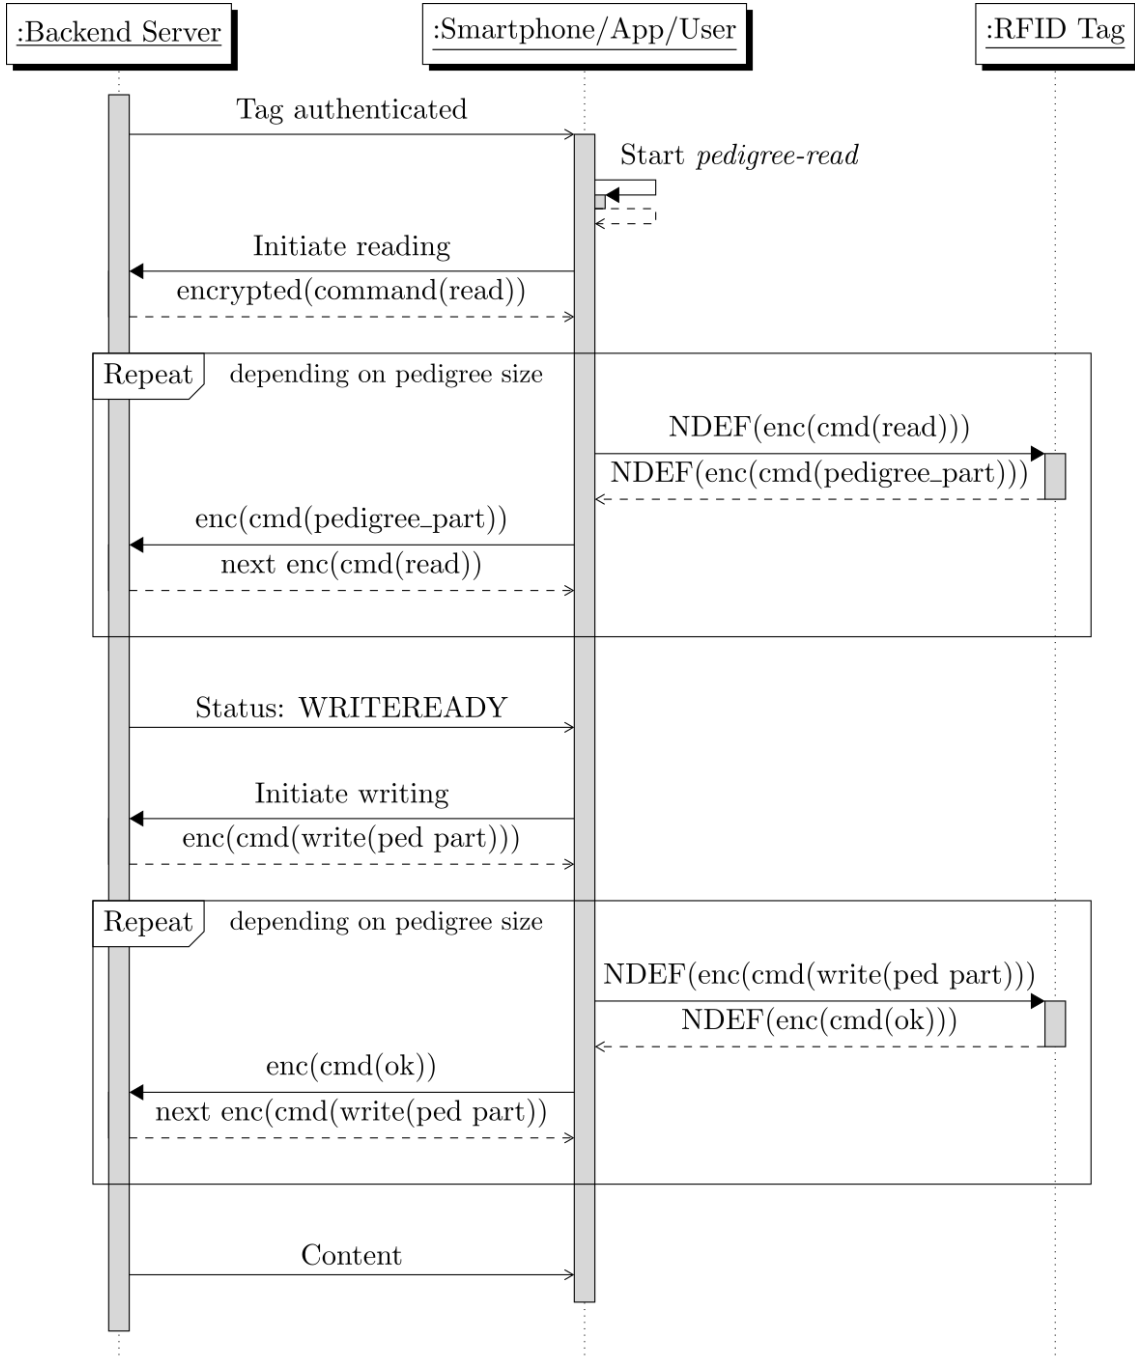 :Backend Server
:Smartphone/App/User
:RFID Tag
Tag authenticated
Start pedigree-read
Initiate reading
encrypted(command(read))
Repeat
depending on pedigree size
NDEF(enc(cmd(read)))
NDEF(enc(cmd(pedigree_part)))
enc(cmd(pedigree_part))
next enc(cmd(read))
Status: WRITEREADY
Initiate writing
enc(cmd(write(ped part)))
Repeat
depending on pedigree size
NDEF(enc(cmd(write(ped part)))
NDEF(enc(cmd(ok)))
enc(cmd(ok))
next enc(cmd(write(ped part))
Content